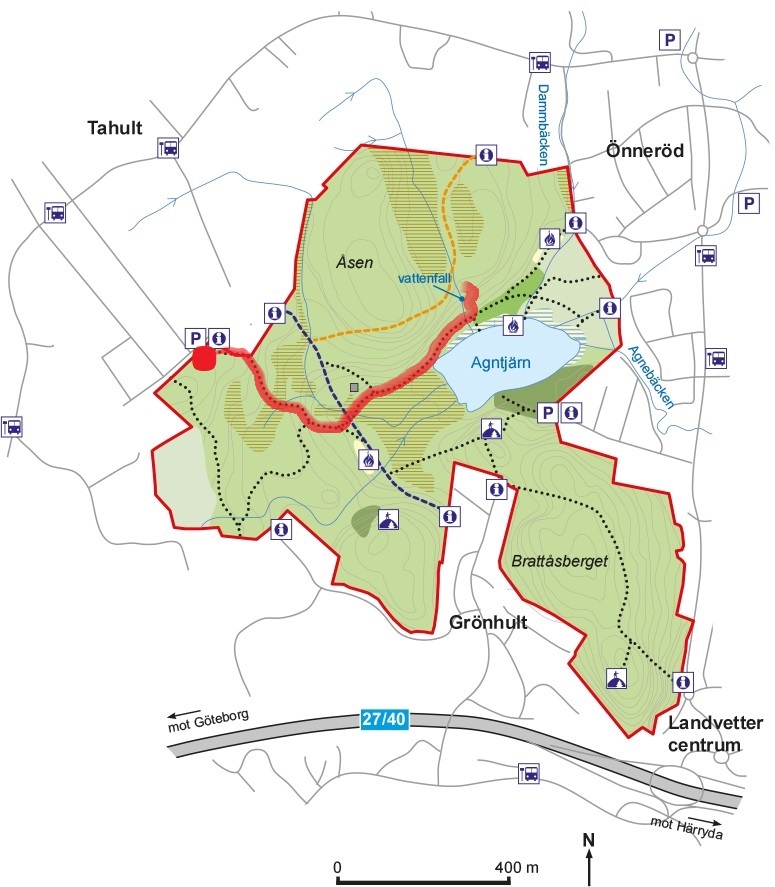 P
Dammbäcken
Tahult
Önneröd
i
P
i
Åsen
vattenfall
i
i
P i
Agntjärn
Agnebäcken
P i
i
i
i
Brattåsberget
Grönhult
i
mot Göteborg
27/40
Landvetter
centrum
mot Härryda
N
0 400 m